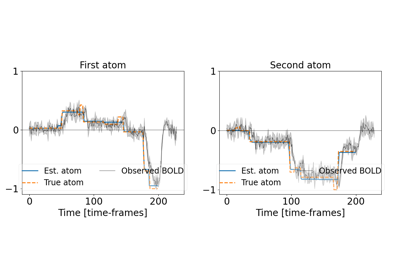 First atom
1
0
−1
Est. atom
Observed BOLD
True atom
0
100
200
Time [time-frames]
Second atom
1
0
−1
Est. atom
Observed BOLD
True atom
0
100
200
Time [time-frames]